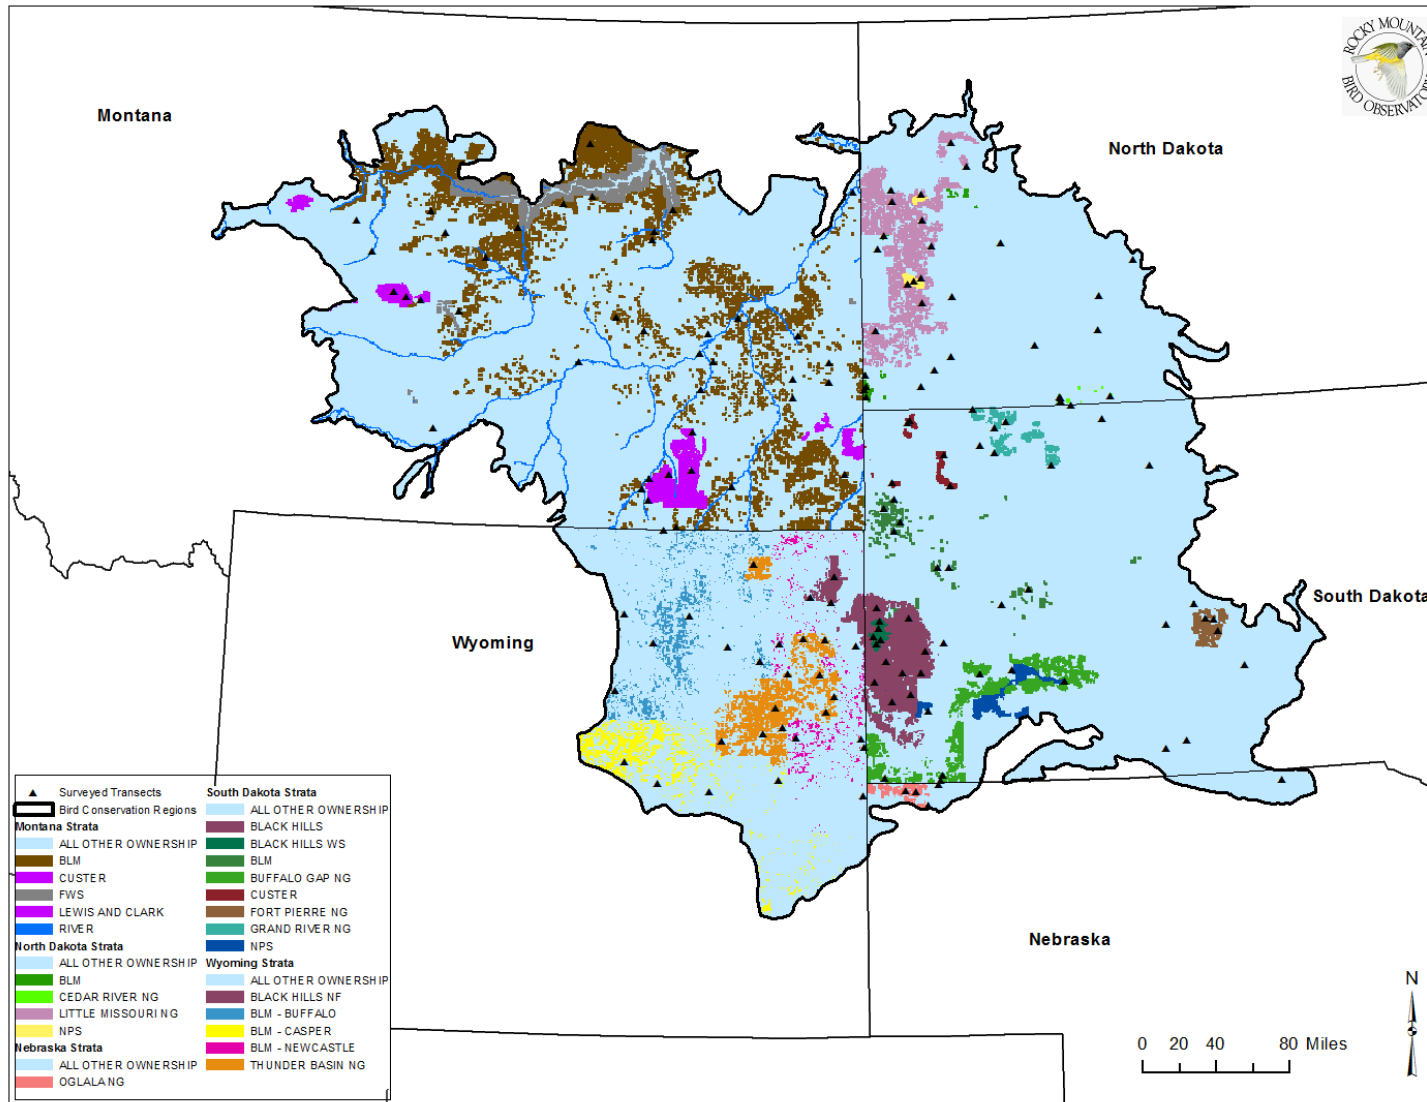 ROCKY MOUNTAIN
BIRD OBSERVATORY
Montana
North Dakota
South Dakota
Wyoming
Nebraska
Surveyed Transects
Bird Conservation Regions
Montana Strata
ALL OTHER OWNERSHIP
BLM
CUSTER
FWS
LEWIS AND CLARK
RIVER
North Dakota Strata
ALL OTHER OWNERSHIP
BLM
CEDAR RIVER NG
LITTLE MISSOURI NG
NPS
Nebraska Strata
ALL OTHER OWNERSHIP
OGLALA NG
South Dakota Strata
ALL OTHER OWNERSHIP
BLACK HILLS
BLACK HILLS WS
BLM
BUFFALO GAP NG
CUSTER
FORT PIERRE NG
GRAND RIVER NG
NPS
Wyoming Strata
ALL OTHER OWNERSHIP
BLACK HILLS NF
BLM - BUFFALO
BLM - CASPER
BLM - NEWCASTLE
THUNDER BASIN NG
N
0 20 40 80 Miles